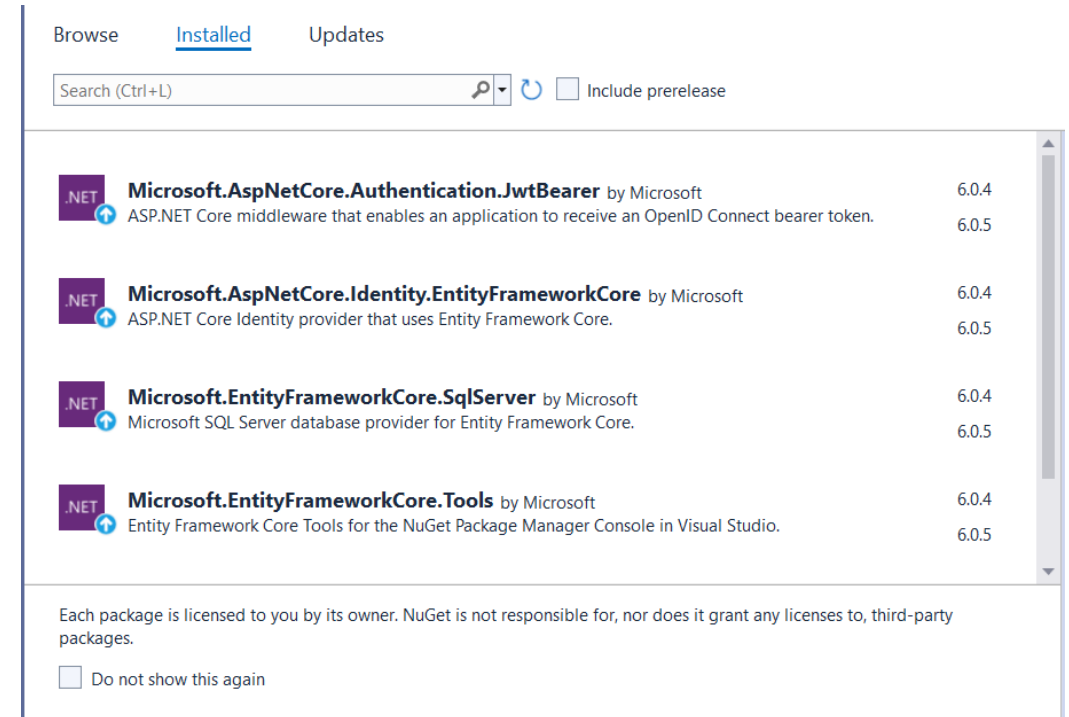 Browse Installed Updates
Search (Ctrl+L) Include prerelease
.NET Microsoft.AspNetCore.Authentication.JwtBearer by Microsoft 6.0.4
ASP.NET Core middleware that enables an application to receive an OpenID Connect bearer token. 6.0.5
.NET Microsoft.AspNetCore.Identity.EntityFrameworkCore by Microsoft 6.0.4
ASP.NET Core Identity provider that uses Entity Framework Core. 6.0.5
.NET Microsoft.EntityFrameworkCore.SqlServer by Microsoft 6.0.4
Microsoft SQL Server database provider for Entity Framework Core. 6.0.5
.NET Microsoft.EntityFrameworkCore.Tools by Microsoft 6.0.4
Entity Framework Core Tools for the NuGet Package Manager Console in Visual Studio. 6.0.5
Each package is licensed to you by its owner. NuGet is not responsible for, nor does it grant any licenses to, third-party
packages.
Do not show this again